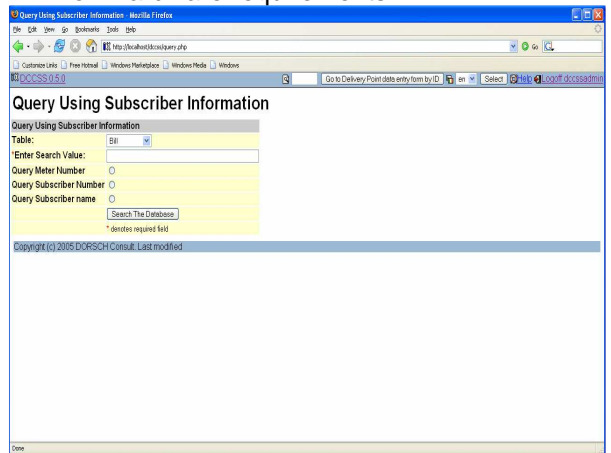 Query Using Subscriber Information - Mozilla Firefox
File Edit View Go Bookmarks Tools Help
http://localhost/dccss/query.php
Go
Customize Links Free Hotmail Windows Marketplace Windows Media Windows
DCCSS 0.5.0 Go to Delivery Point data entry form by ID en Select Help Logoff dccssadmin
Query Using Subscriber Information
Query Using Subscriber Information
Table: Bill
*Enter Search Value:
Query Meter Number
Query Subscriber Number
Query Subscriber name
Search The Database
* denotes required field
Copyright (c) 2005 DORSCH Consult. Last modified
Done